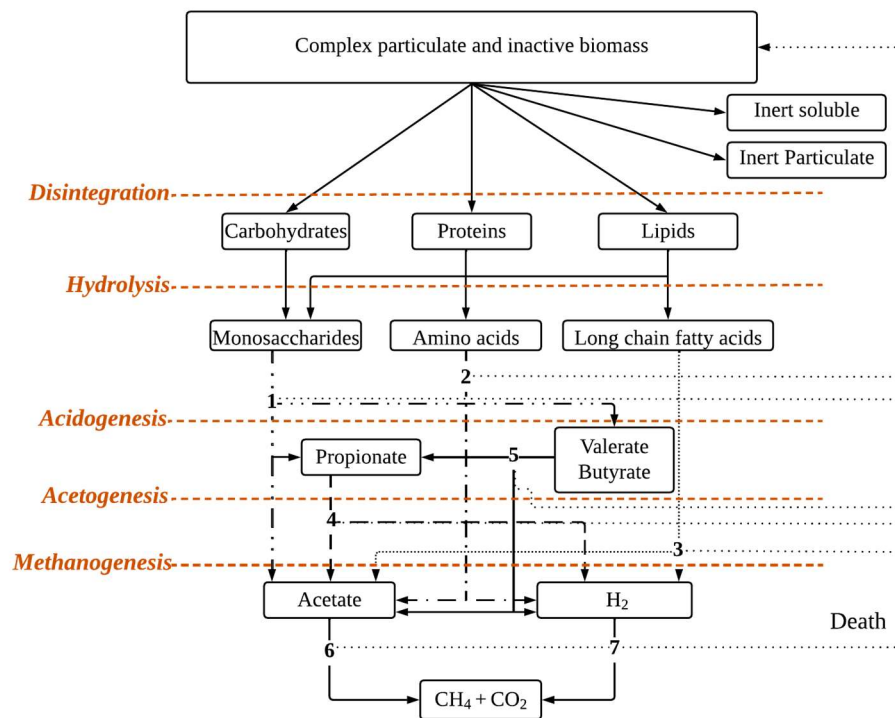 Complex particulate and inactive biomass
Inert soluble
Inert Particulate
Disintegration
Carbohydrates
Proteins
Lipids
Hydrolysis
Monosaccharides
Amino acids
Long chain fatty acids
2
1
Acidogenesis
Propionate
5
Valerate
Butyrate
Acetogenesis
4
3
Methanogenesis
Acetate
H₂
Death
6
7
CH₄ + CO₂